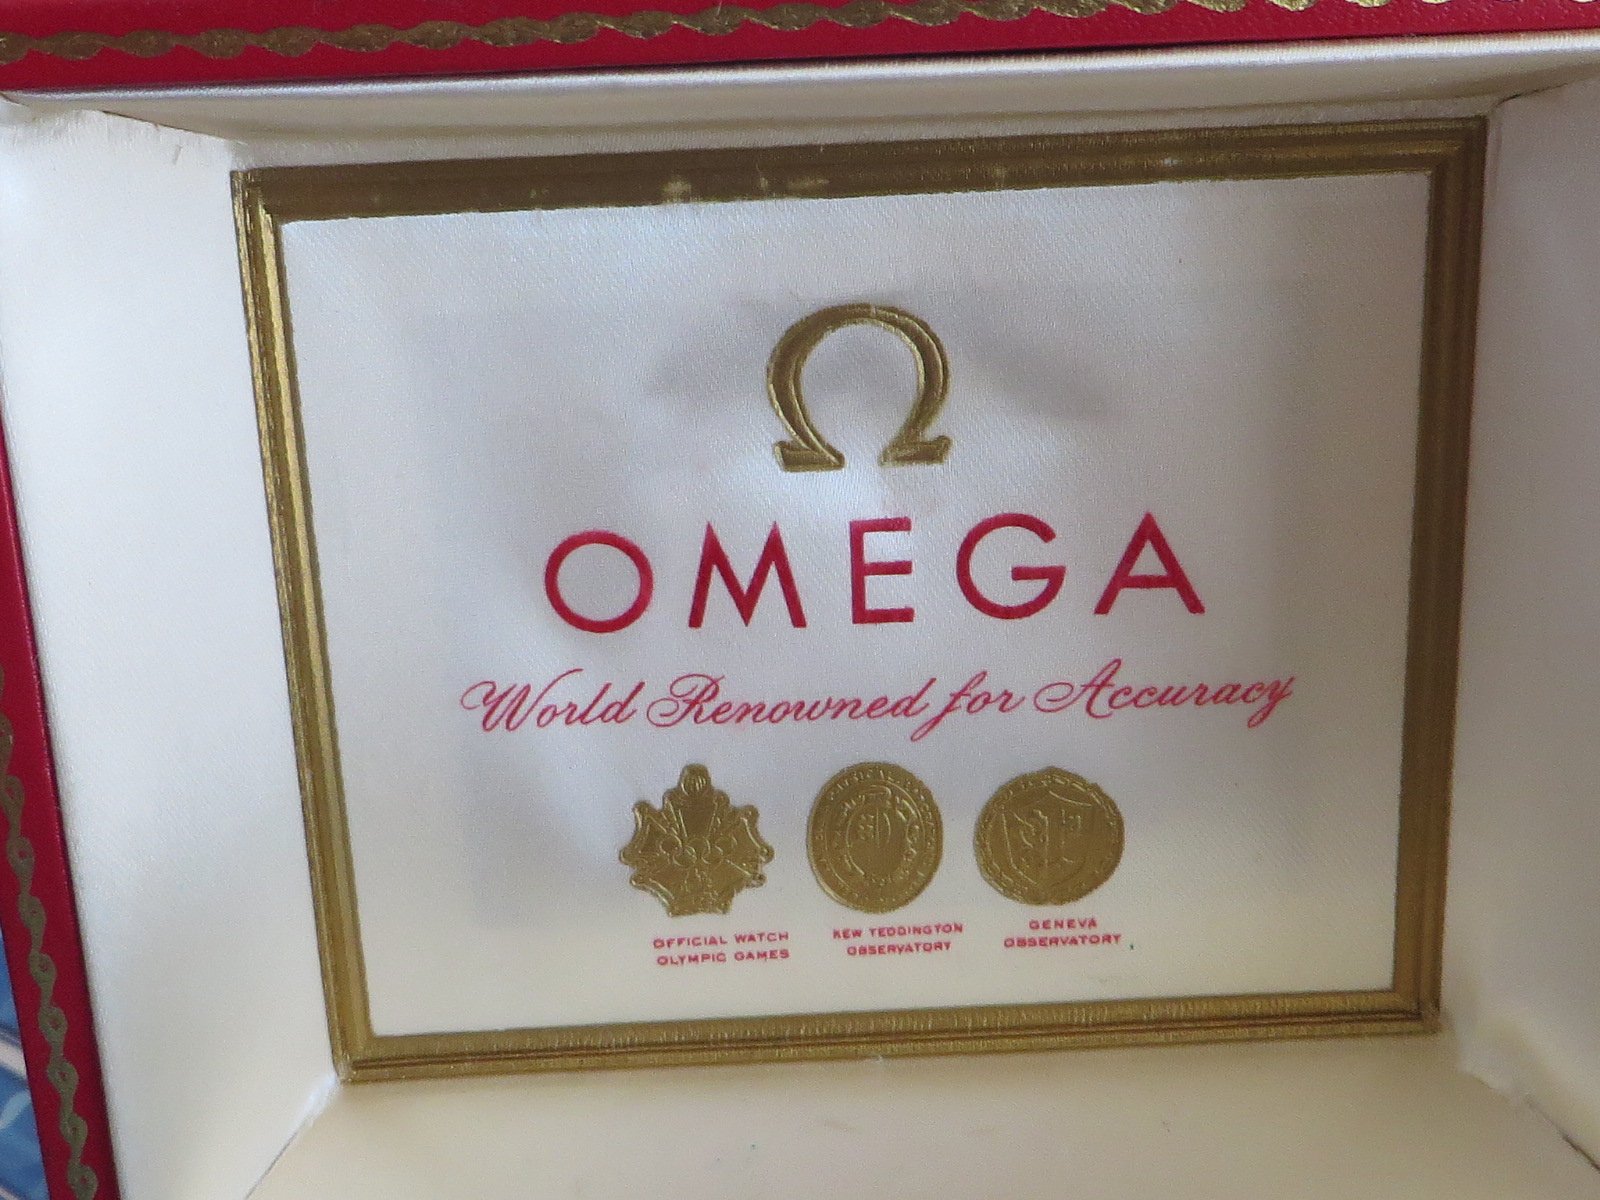 Ω
OMEGA
World Renowned for Accuracy
OFFICIAL WATCH
OLYMPIC GAMES
KEW TEDDINGTON
OBSERVATORY
GENEVA
OBSERVATORY